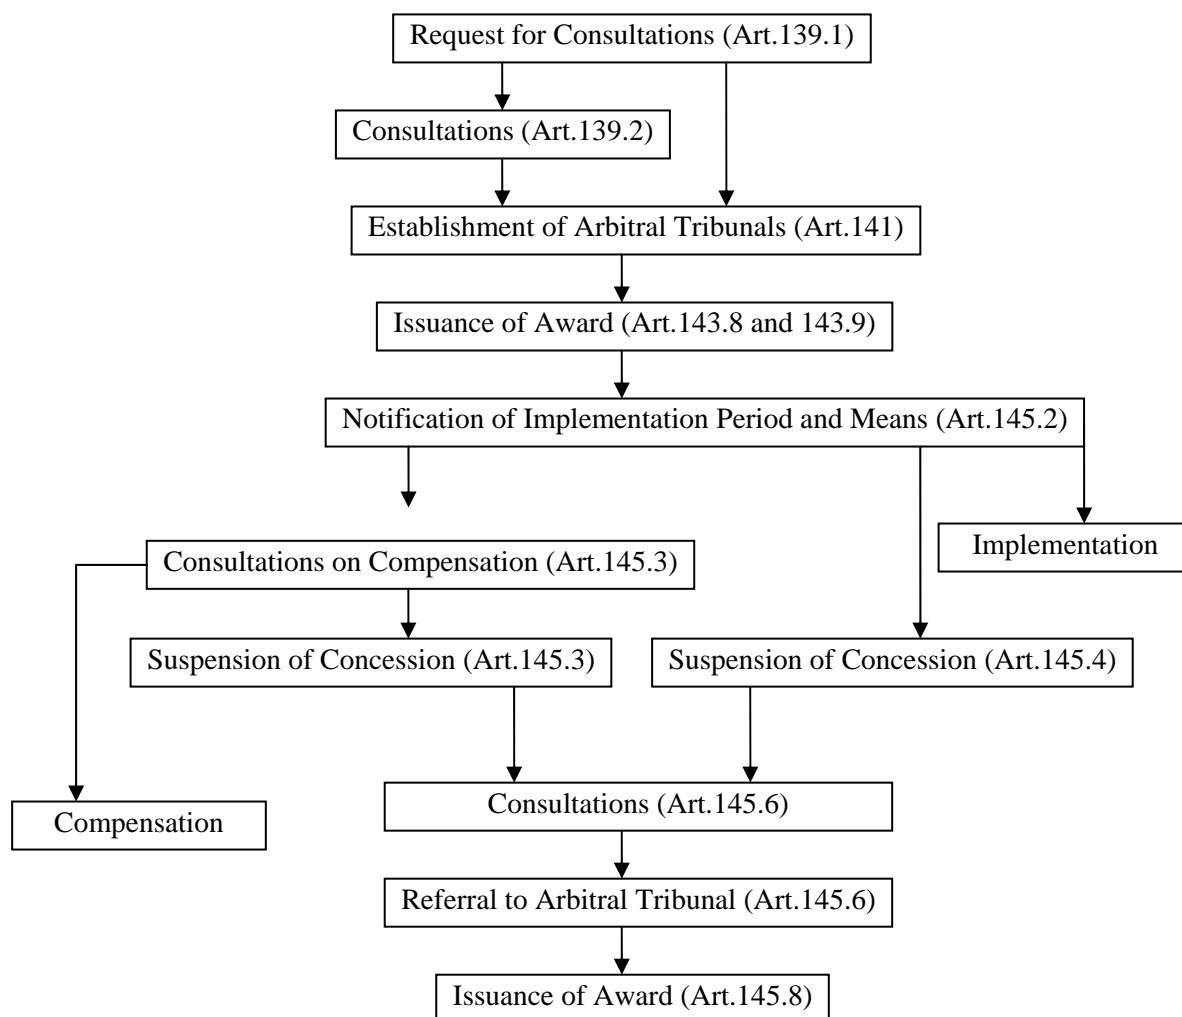 Request for Consultations (Art.139.1)
Consultations (Art.139.2)
Establishment of Arbitral Tribunals (Art.141)
Issuance of Award (Art.143.8 and 143.9)
Notification of Implementation Period and Means (Art.145.2)
Implementation
Consultations on Compensation (Art.145.3)
Suspension of Concession (Art.145.3)
Suspension of Concession (Art.145.4)
Consultations (Art.145.6)
Compensation
Referral to Arbitral Tribunal (Art.145.6)
Issuance of Award (Art.145.8)